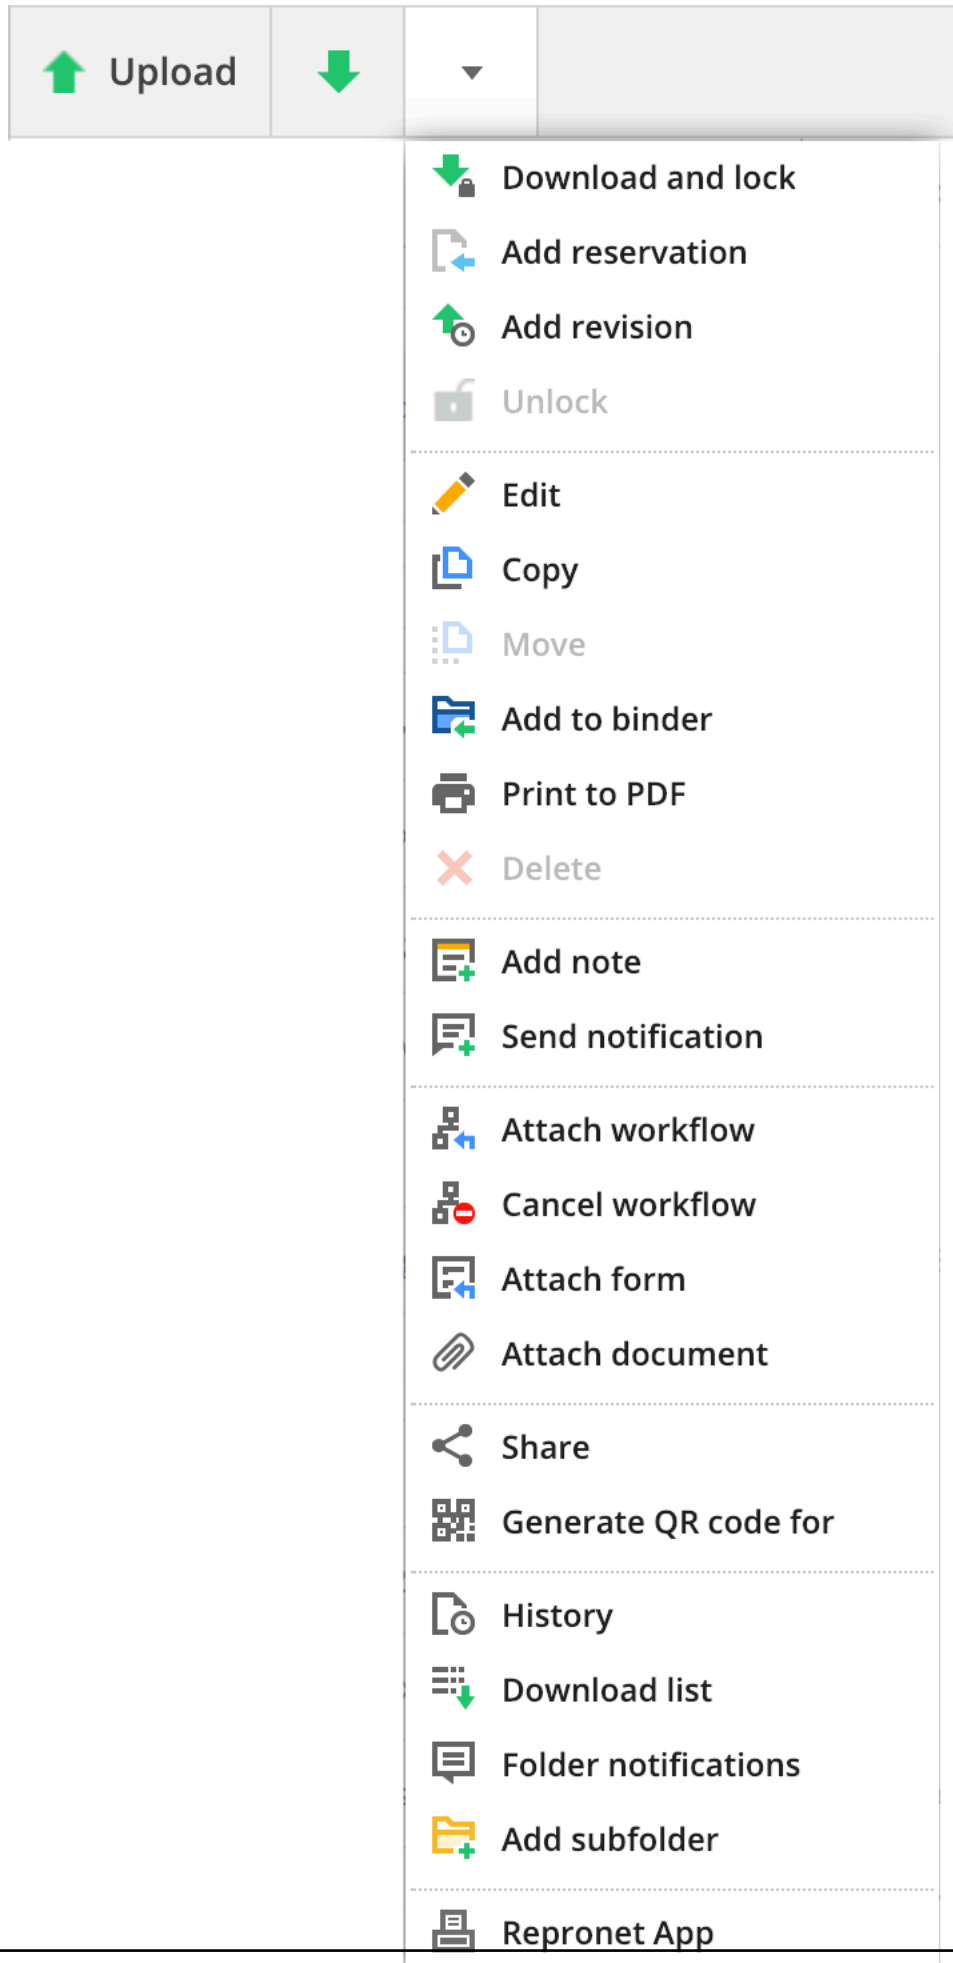 Upload
Download and lock
Add reservation
Add revision
Unlock
Edit
Copy
Move
Add to binder
Print to PDF
Delete
Add note
Send notification
Attach workflow
Cancel workflow
Attach form
Attach document
Share
Generate QR code for
History
Download list
Folder notifications
Add subfolder
Repronet App